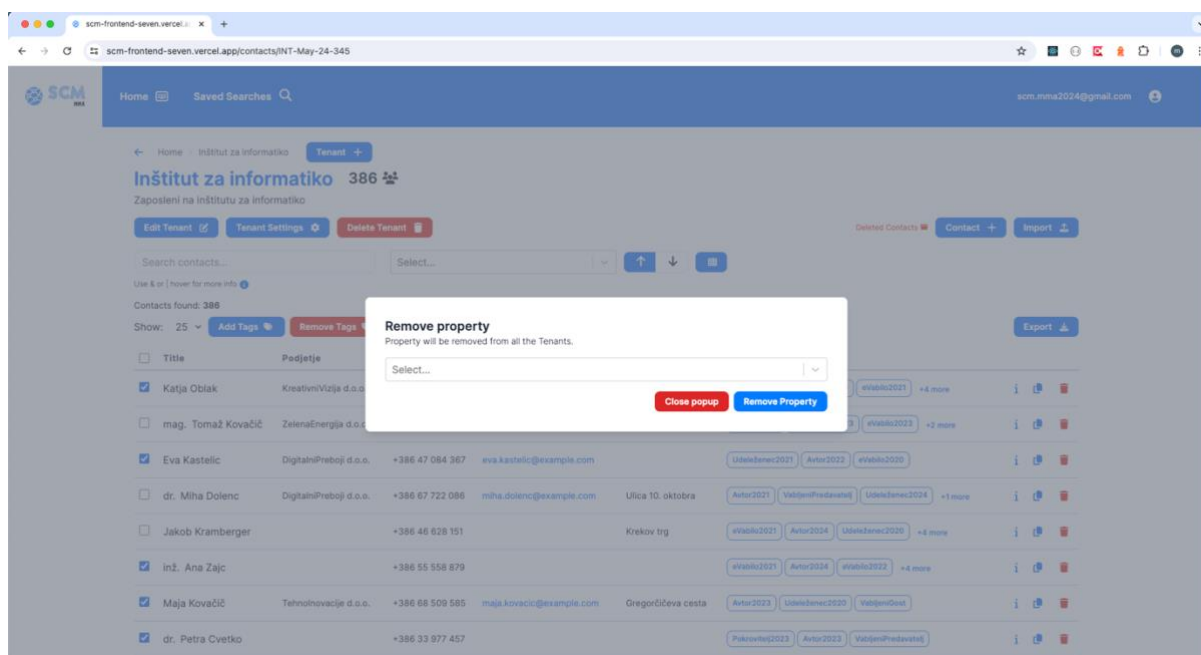 scm-frontend-seven.vercel.a
scm-frontend-seven.vercel.app/contacts/INT-May-24-345
SCM
MMA
Home
Saved Searches
scm.mma2024@gmail.com
Home Inštitut za informatiko Tenant +
Inštitut za informatiko 386
Zaposleni na inštitutu za informatiko
Edit Tenant Tenant Settings Delete Tenant Deleted Contacts Contact + Import
Search contacts... Select...
Use & or | hover for more info
Contacts found: 386
Show: 25 Add Tags Remove Tags Export
Remove property
Property will be removed from all the Tenants.
Select...
Close popup Remove Property
Title Podjetje
Katja Oblak KreativniVizija d.o.o. eVabilo2021 +4 more
mag. Tomaž Kovačič ZelenaEnergija d.o.o. eVabilo2023 +2 more
Eva Kastelic DigitalniPreboji d.o.o. +386 47 084 367 eva.kastelic@example.com Udeleženec2021 Avtor2022 eVabilo2020
dr. Miha Dolenc DigitalniPreboji d.o.o. +386 67 722 086 miha.dolenc@example.com Ulica 10. oktobra Avtor2021 VabljeniPredavatelj Udeleženec2024 +1 more
Jakob Kramberger +386 46 628 151 Krekov trg eVabilo2021 Avtor2024 Udeleženec2020 +4 more
inž. Ana Zajc +386 55 558 879 eVabilo2021 Avtor2024 eVabilo2022 +4 more
Maja Kovačič TehnoInovacije d.o.o. +386 68 509 585 maja.kovacic@example.com Gregorčičeva cesta Avtor2023 Udeleženec2020 VabljeniGost
dr. Petra Cvetko +386 33 977 457 Pokrovitelj2023 Avtor2023 VabljeniPredavatelj